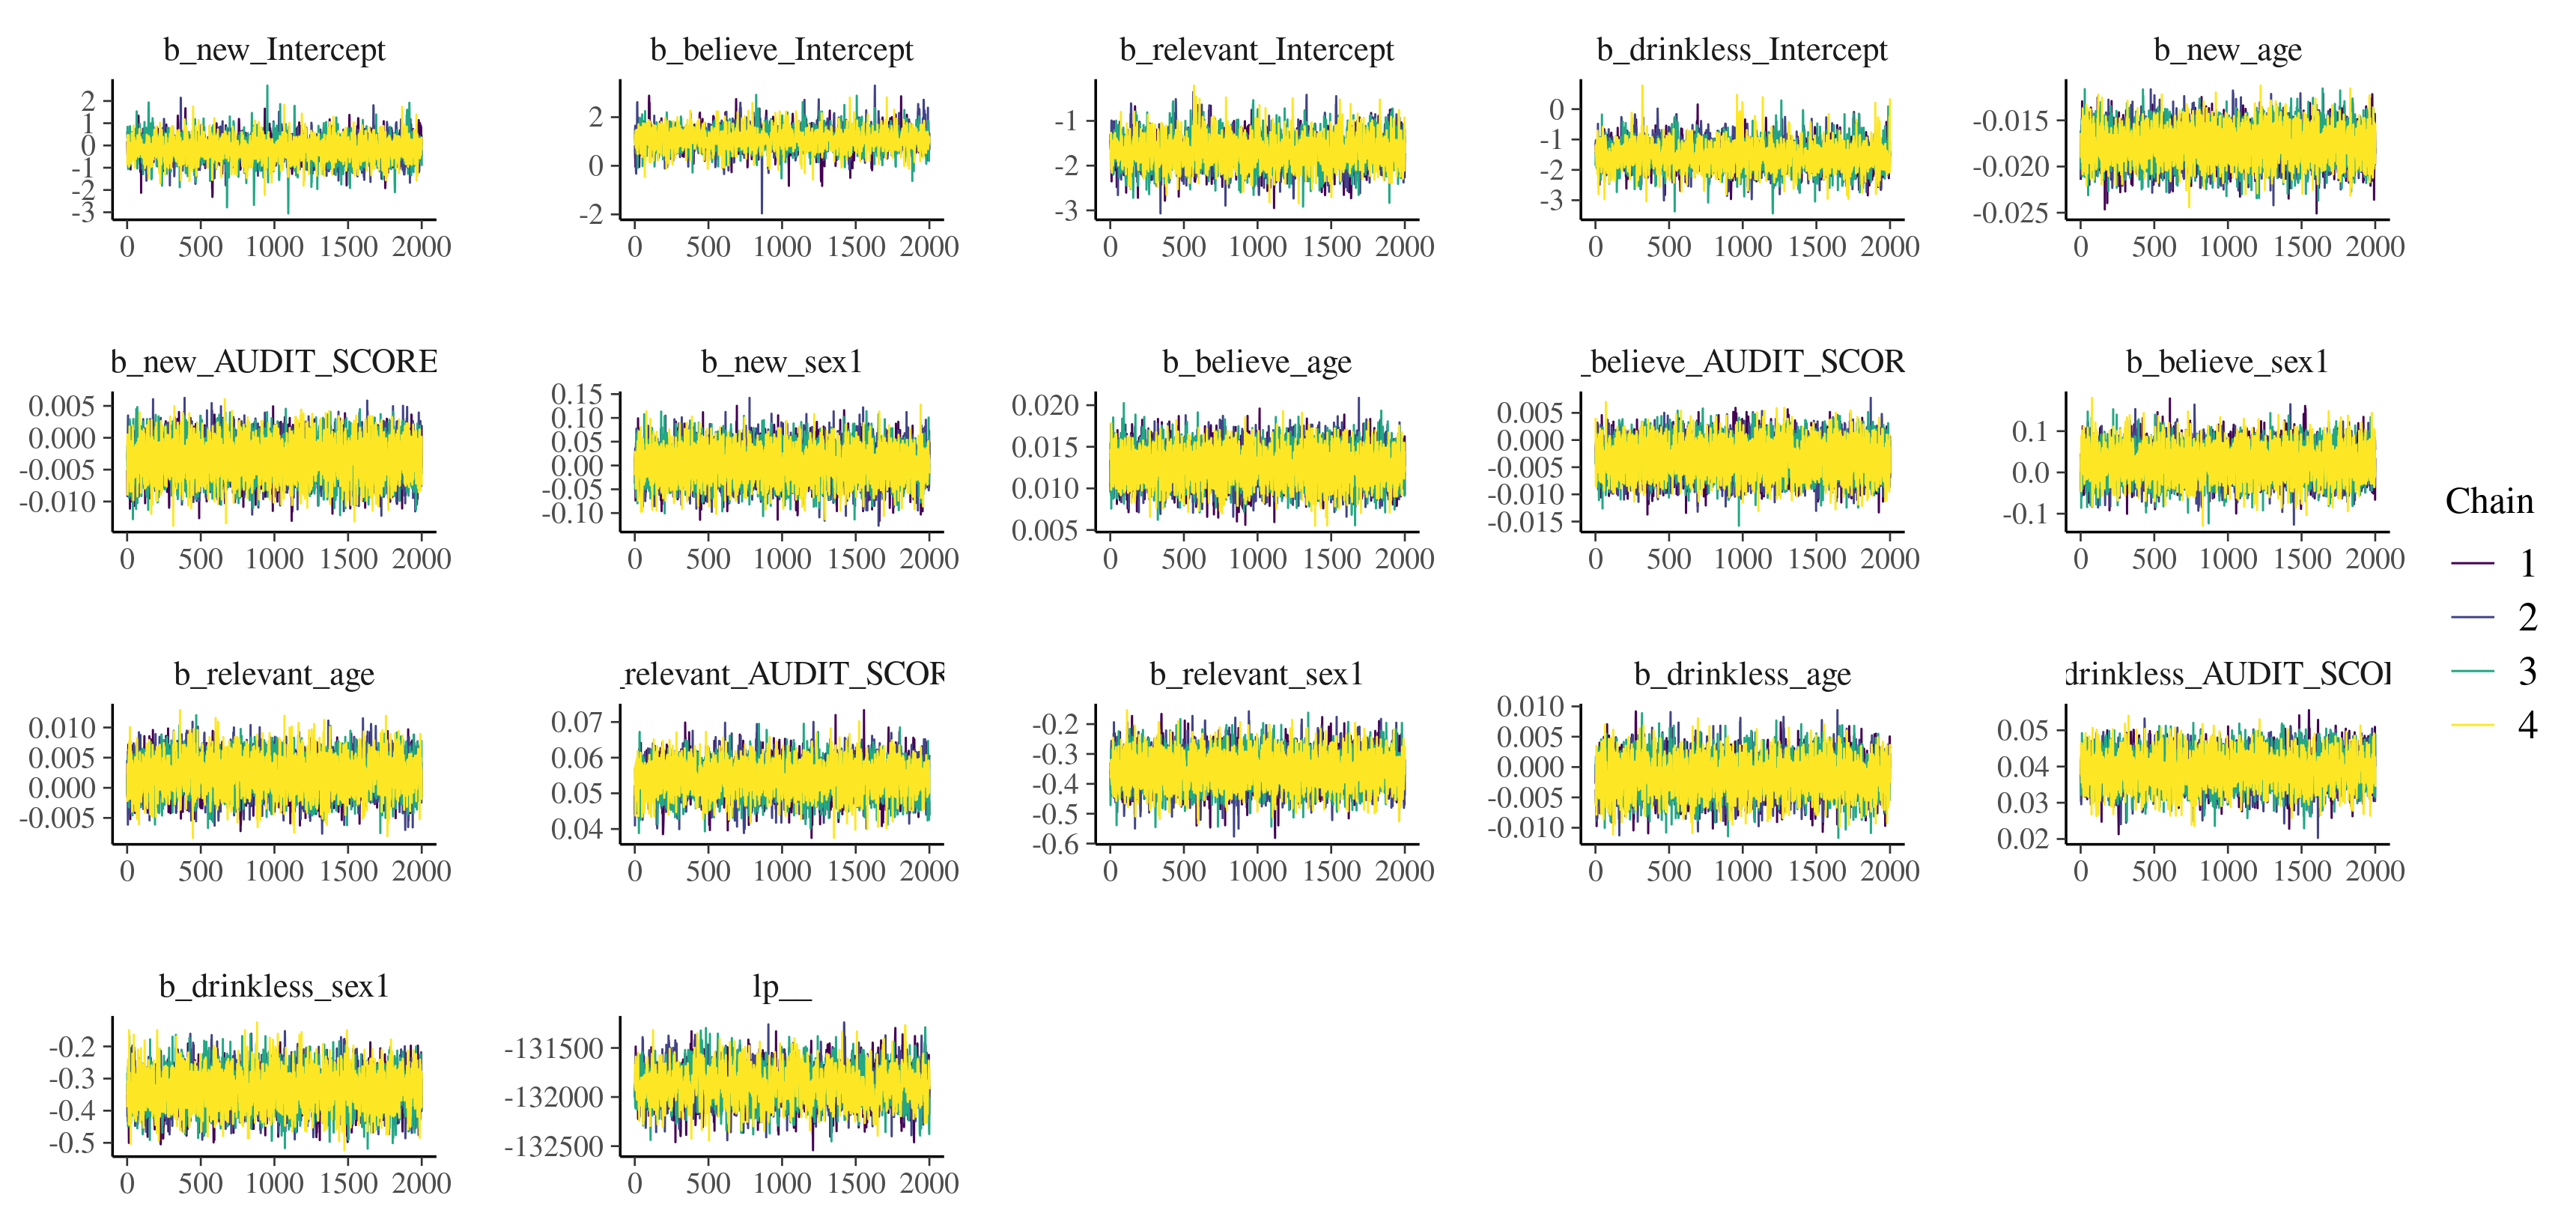 b_new_Intercept
2
1
0
-1
-2
-3
0 500 1000 1500 2000
b_believe_Intercept
2
0
-2
0 500 1000 1500 2000
b_relevant_Intercept
-1
-2
-3
0 500 1000 1500 2000
b_drinkless_Intercept
0
-1
-2
-3
0 500 1000 1500 2000
b_new_age
-0.015
-0.020
-0.025
0 500 1000 1500 2000
b_new_AUDIT_SCORE
0.005
0.000
-0.005
-0.010
0 500 1000 1500 2000
b_new_sex1
0.15
0.10
0.05
0.00
-0.05
-0.10
0 500 1000 1500 2000
b_believe_age
0.020
0.015
0.010
0.005
0 500 1000 1500 2000
_believe_AUDIT_SCOR
0.005
0.000
-0.005
-0.010
-0.015
0 500 1000 1500 2000
b_believe_sex1
0.1
0.0
-0.1
0 500 1000 1500 2000
b_relevant_age
0.010
0.005
0.000
-0.005
0 500 1000 1500 2000
_relevant_AUDIT_SCOR
0.07
0.06
0.05
0.04
0 500 1000 1500 2000
b_relevant_sex1
-0.2
-0.3
-0.4
-0.5
-0.6
0 500 1000 1500 2000
b_drinkless_age
0.010
0.005
0.000
-0.005
-0.010
0 500 1000 1500 2000
drinkless_AUDIT_SCO
0.05
0.04
0.03
0.02
0 500 1000 1500 2000
b_drinkless_sex1
-0.2
-0.3
-0.4
-0.5
0 500 1000 1500 2000
lp__
-131500
-132000
-132500
0 500 1000 1500 2000
Chain
1
2
3
4